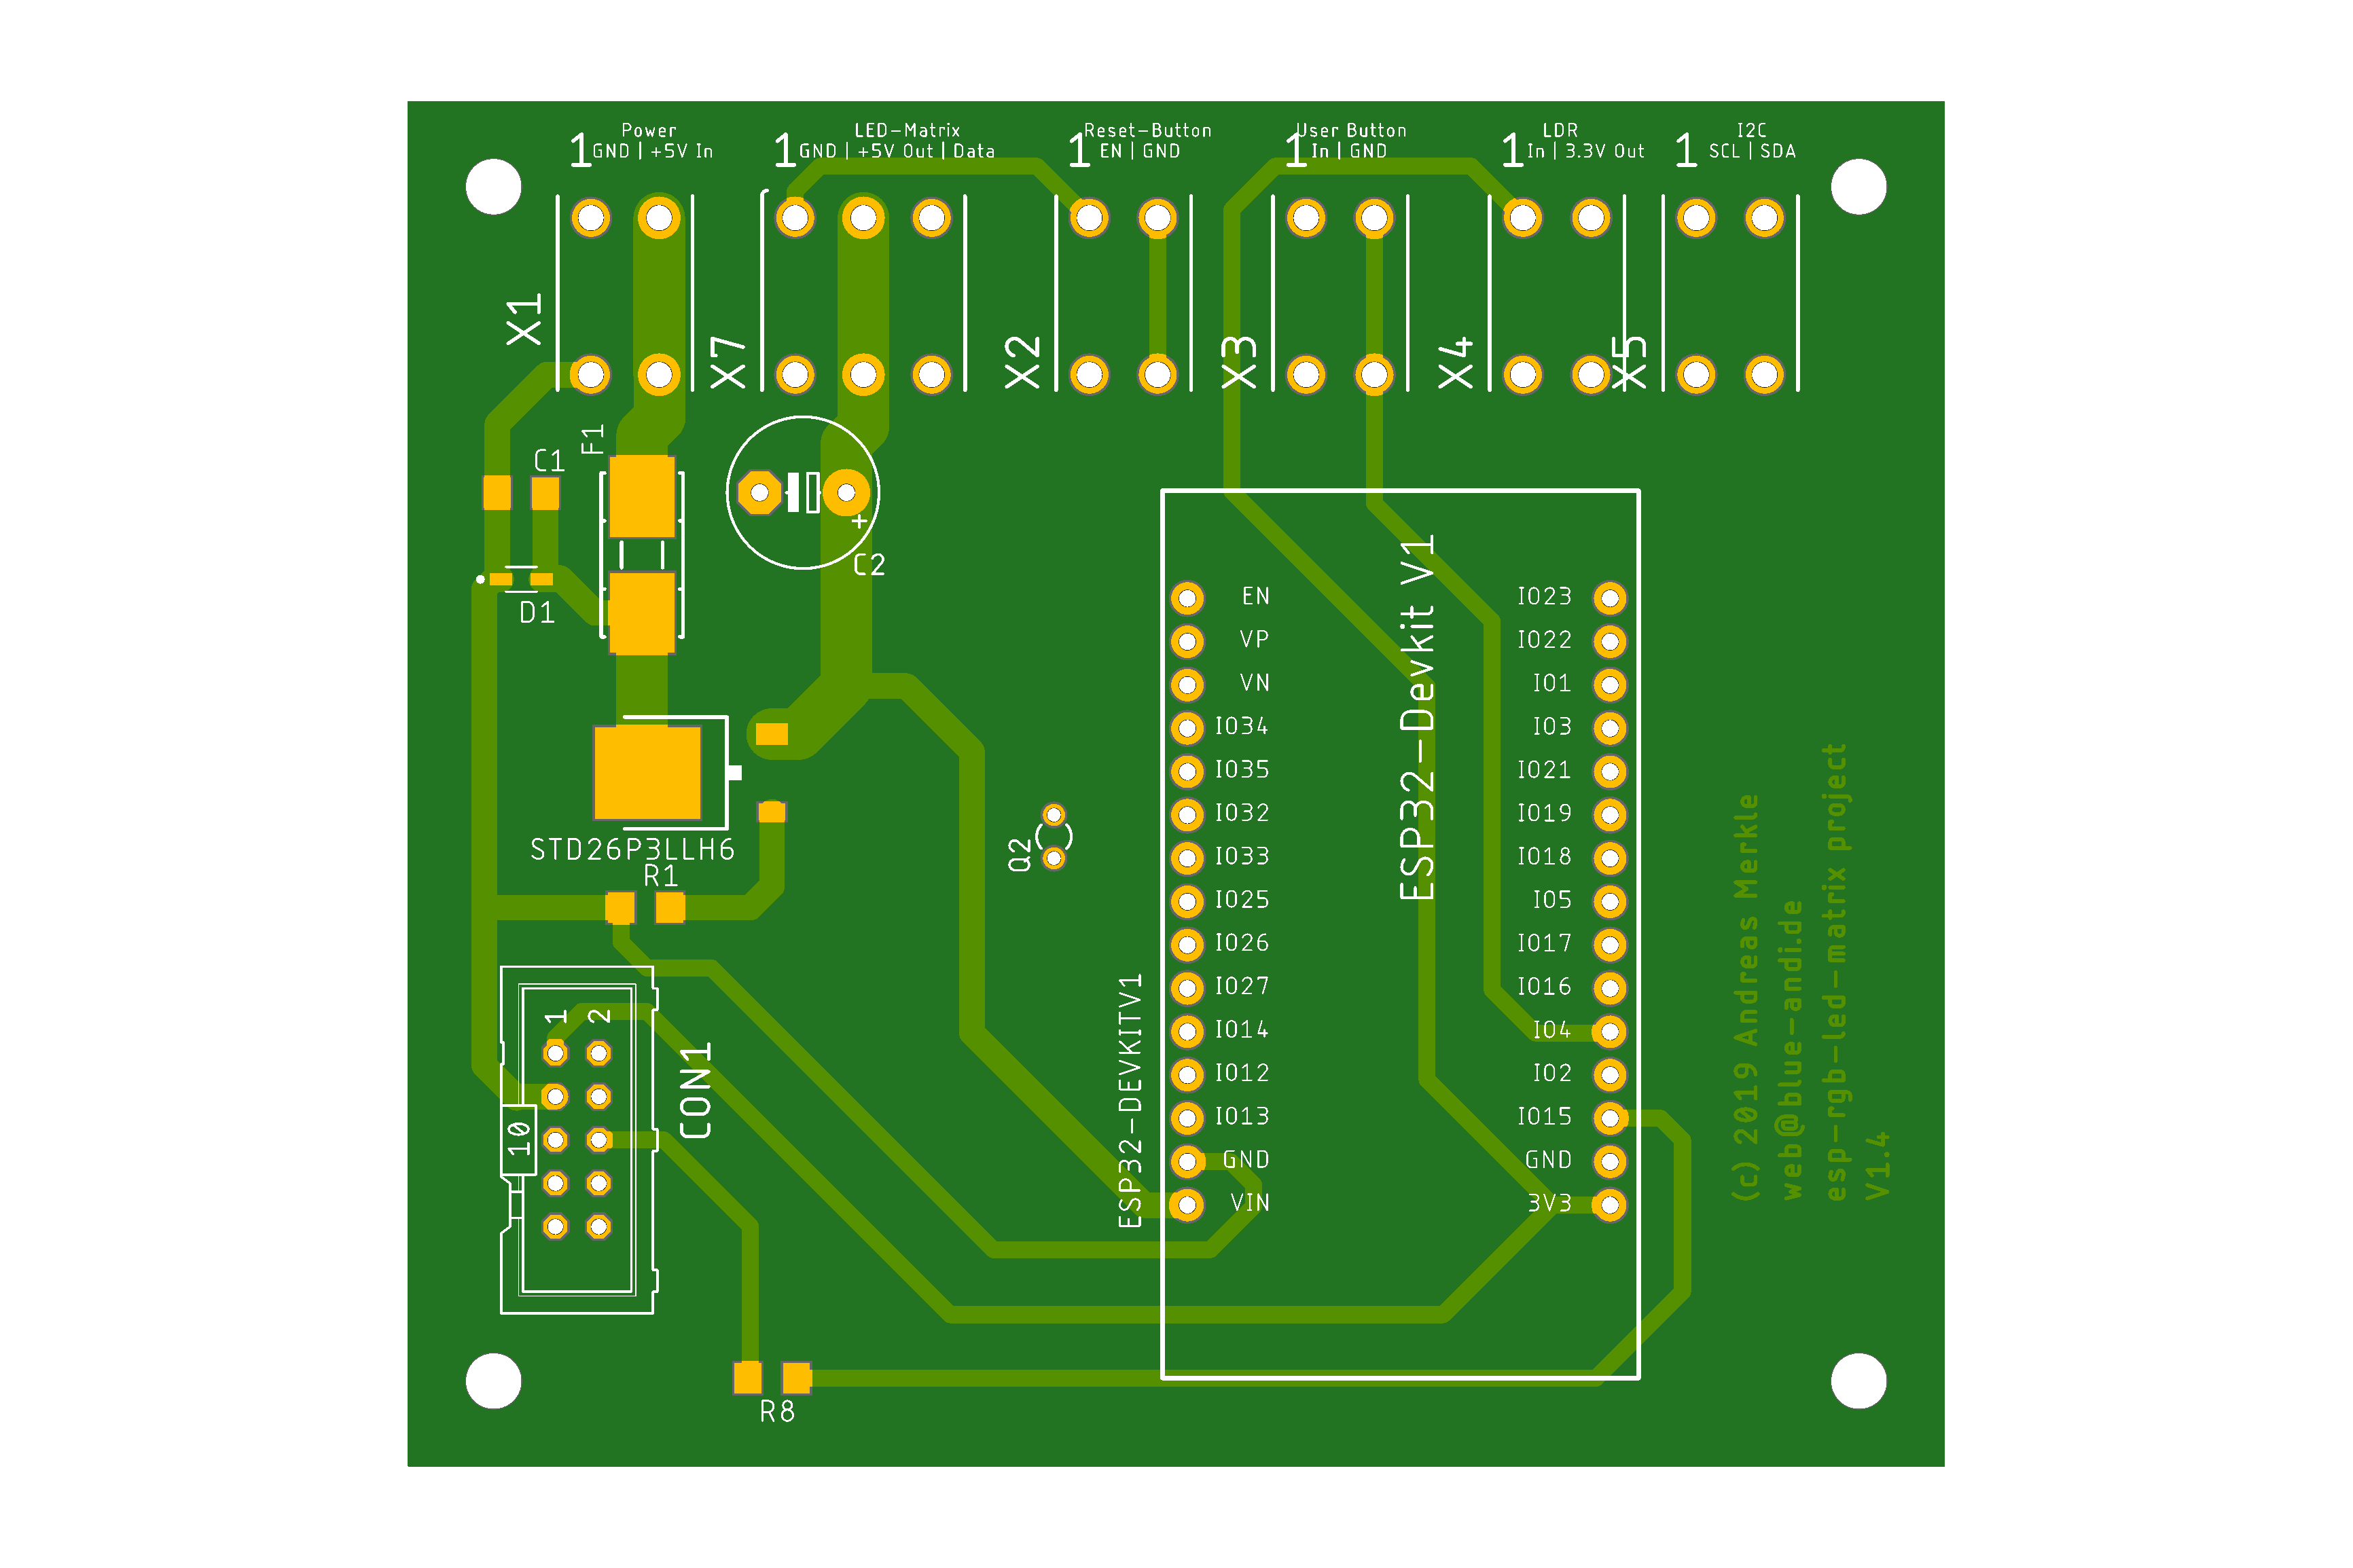 Power
1 GND | +5V In
LED-Matrix
1 GND | +5V Out | Data
Reset-Button
1 EN | GND
User Button
1 In | GND
LDR
1 In | 3.3V Out
I2C
1 SCL | SDA
X1
X7
X2
X3
X4
X5
F1
C1
C2
D1
ESP32-Devkit V1
EN
VP
VN
IO34
IO35
IO32
IO33
IO25
IO26
IO27
IO14
IO12
IO13
GND
VIN
IO23
IO22
IO1
IO3
IO21
IO19
IO18
IO5
IO17
IO16
IO4
IO2
IO15
GND
3V3
STD26P3LLH6
R1
Q2
ESP32-DEVKITV1
1 2
CON1
10
R8
(c) 2019 Andreas Merkle
web@blue-andi.de
esp-rgb-led-matrix project
V1.4